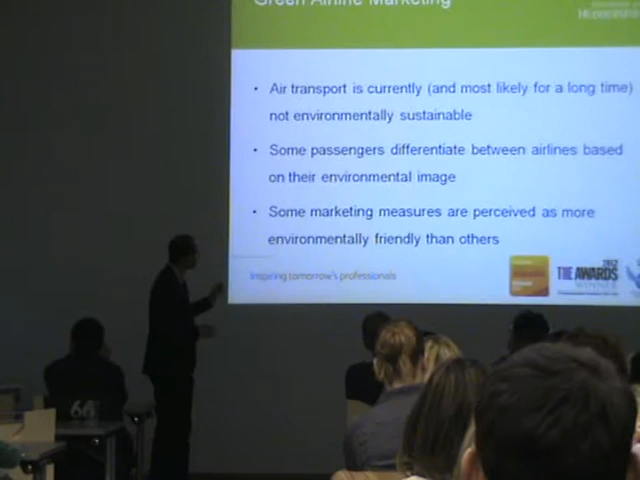 Green Airline Marketing
• Air transport is currently (and most likely for a long time)
not environmentally sustainable
• Some passengers differentiate between airlines based
on their environmental image
• Some marketing measures are perceived as more
environmentally friendly than others
Inspiring tomorrow's professionals
THE AWARDS
WINNER
66